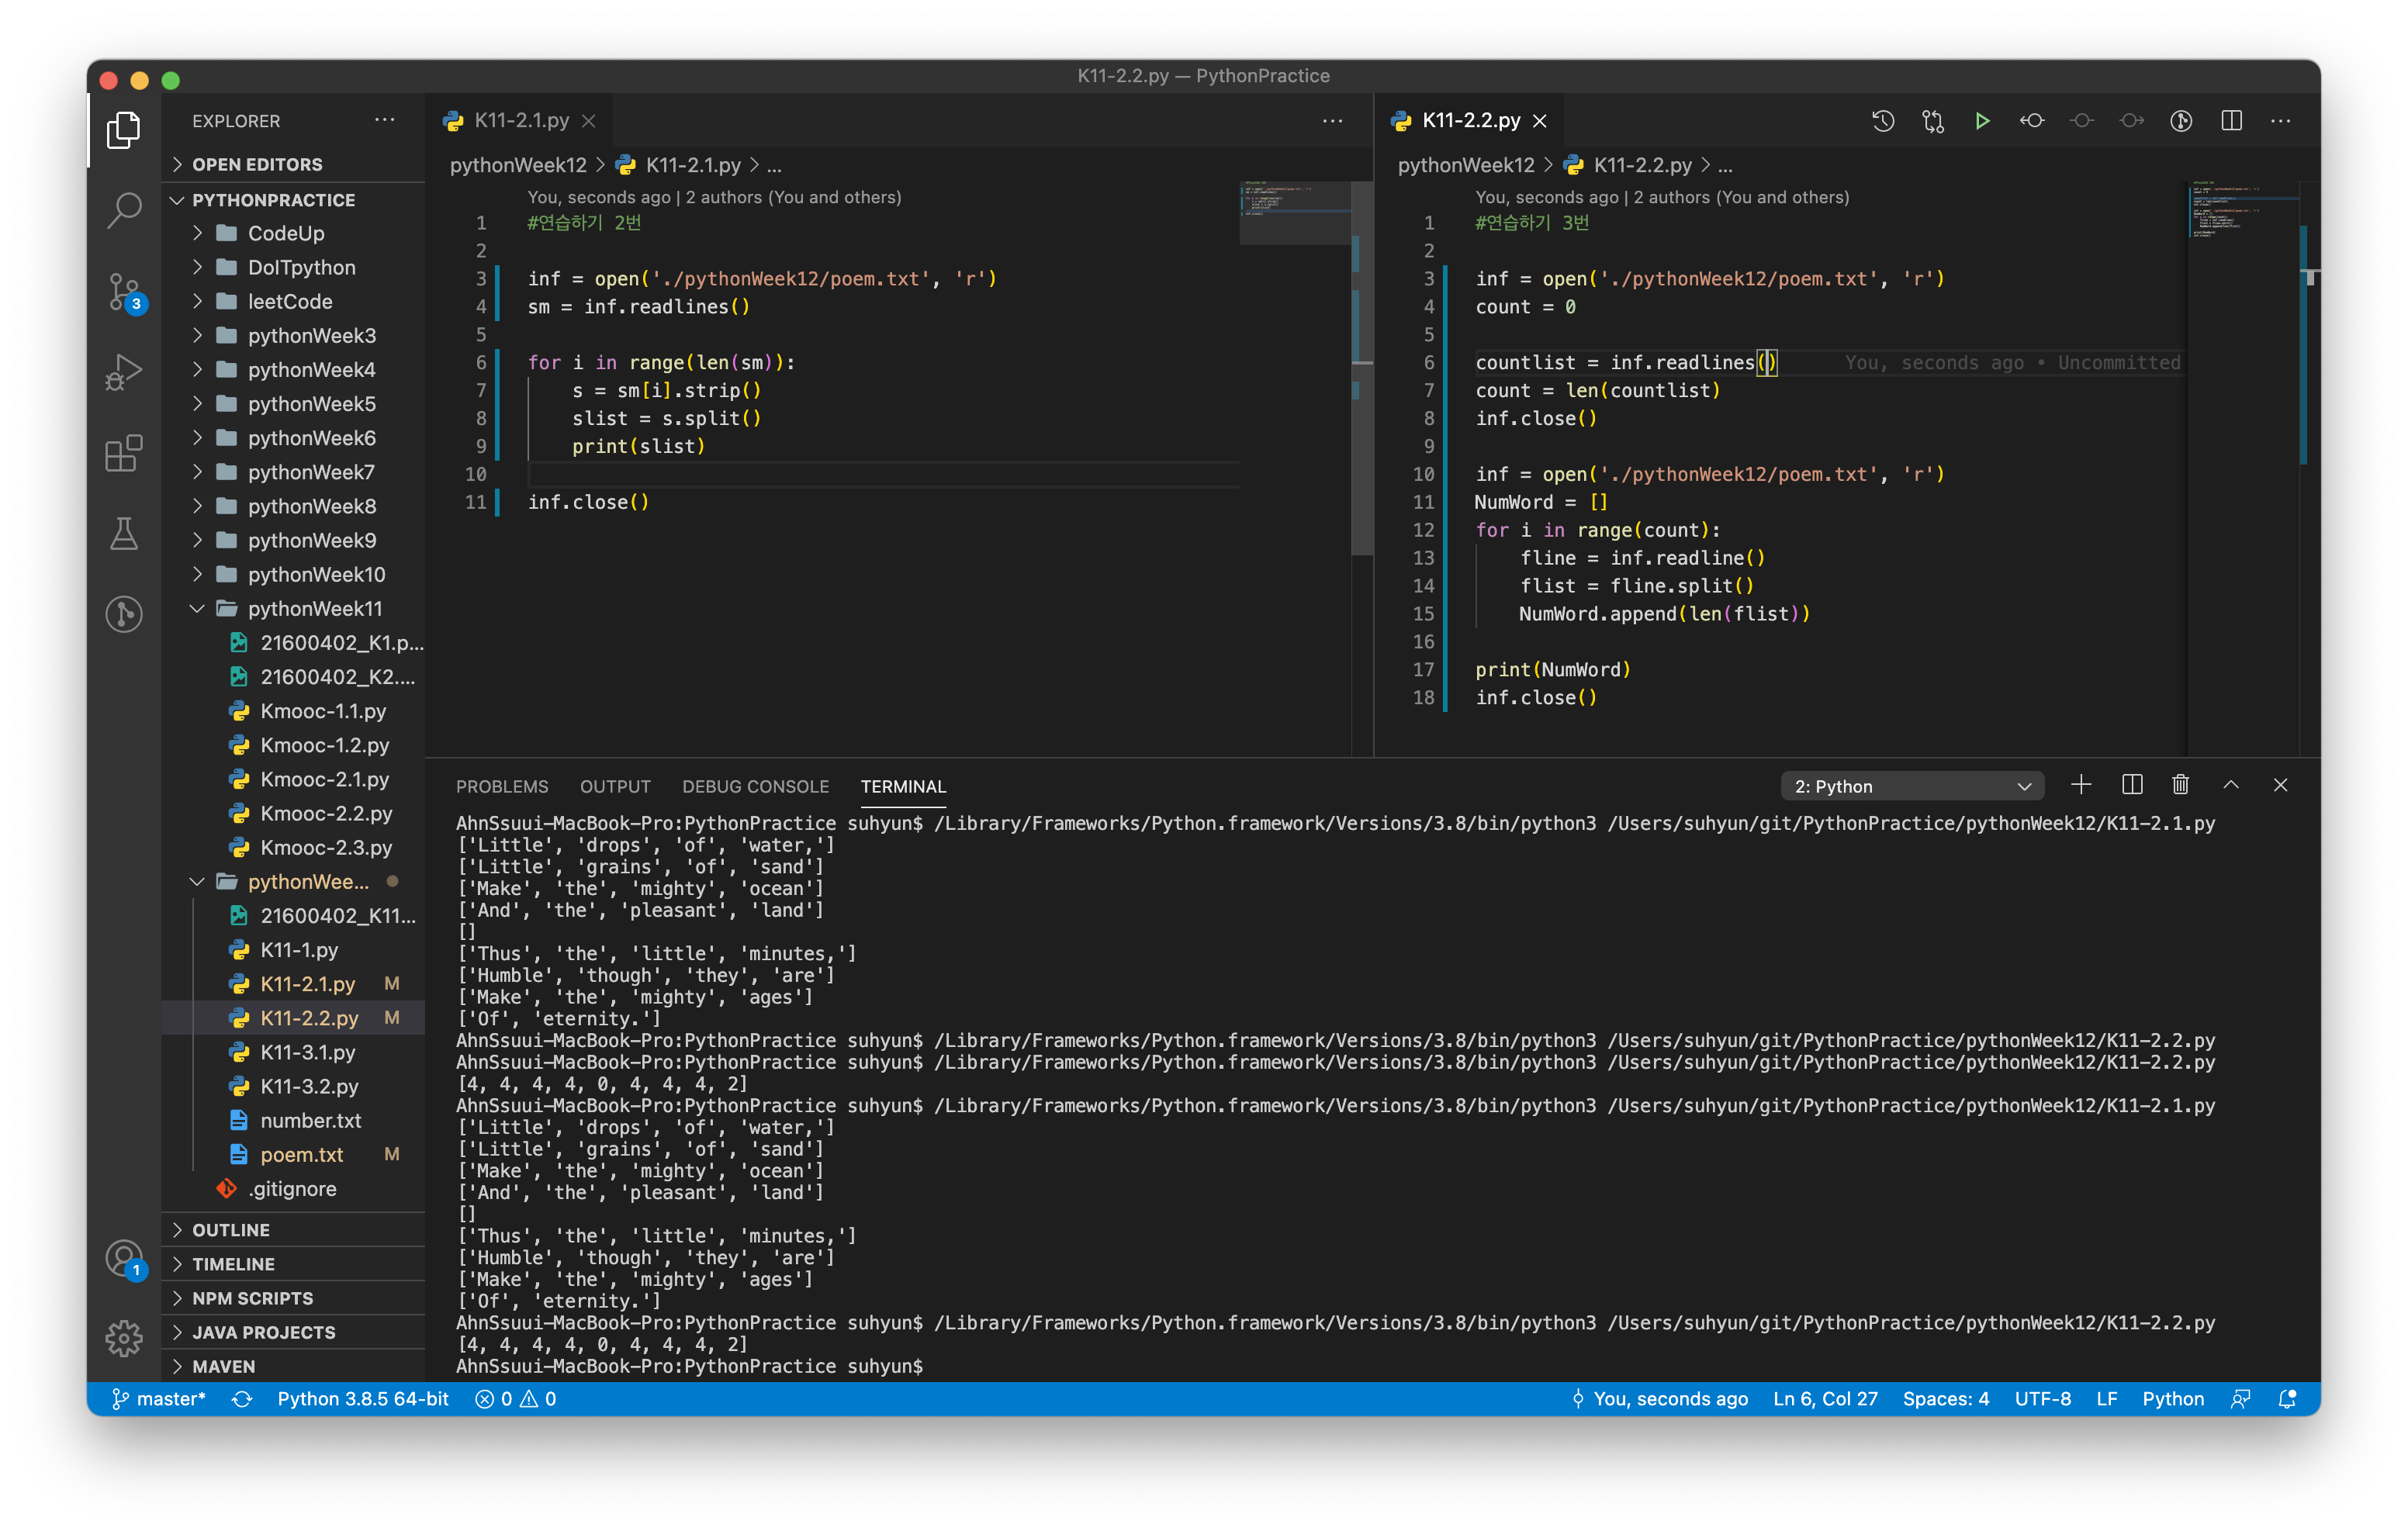 K11-2.2.py — PythonPractice
EXPLORER
OPEN EDITORS
PYTHONPRACTICE
CodeUp
DoITpython
leetCode
pythonWeek3
pythonWeek4
pythonWeek5
pythonWeek6
pythonWeek7
pythonWeek8
pythonWeek9
pythonWeek10
pythonWeek11
21600402_K1.p...
21600402_K2....
Kmooc-1.1.py
Kmooc-1.2.py
Kmooc-2.1.py
Kmooc-2.2.py
Kmooc-2.3.py
pythonWee...
21600402_K11...
K11-1.py
K11-2.1.py M
K11-2.2.py M
K11-3.1.py
K11-3.2.py
number.txt
poem.txt M
.gitignore
OUTLINE
TIMELINE
NPM SCRIPTS
JAVA PROJECTS
MAVEN
3
1
K11-2.1.py
pythonWeek12 > K11-2.1.py > ...
You, seconds ago | 2 authors (You and others)
1 #연습하기 2번
2
3 inf = open('./pythonWeek12/poem.txt', 'r')
4 sm = inf.readlines()
5
6 for i in range(len(sm)):
7 s = sm[i].strip()
8 slist = s.split()
9 print(slist)
10
11 inf.close()
K11-2.2.py
pythonWeek12 > K11-2.2.py > ...
You, seconds ago | 2 authors (You and others)
1 #연습하기 3번
2
3 inf = open('./pythonWeek12/poem.txt', 'r')
4 count = 0
5
6 countlist = inf.readlines() You, seconds ago • Uncommitted
7 count = len(countlist)
8 inf.close()
9
10 inf = open('./pythonWeek12/poem.txt', 'r')
11 NumWord = []
12 for i in range(count):
13 fline = inf.readline()
14 flist = fline.split()
15 NumWord.append(len(flist))
16
17 print(NumWord)
18 inf.close()
PROBLEMS OUTPUT DEBUG CONSOLE TERMINAL 2: Python
AhnSsuui-MacBook-Pro:PythonPractice suhyun$ /Library/Frameworks/Python.framework/Versions/3.8/bin/python3 /Users/suhyun/git/PythonPractice/pythonWeek12/K11-2.1.py
['Little', 'drops', 'of', 'water,']
['Little', 'grains', 'of', 'sand']
['Make', 'the', 'mighty', 'ocean']
['And', 'the', 'pleasant', 'land']
[]
['Thus', 'the', 'little', 'minutes,']
['Humble', 'though', 'they', 'are']
['Make', 'the', 'mighty', 'ages']
['Of', 'eternity.']
AhnSsuui-MacBook-Pro:PythonPractice suhyun$ /Library/Frameworks/Python.framework/Versions/3.8/bin/python3 /Users/suhyun/git/PythonPractice/pythonWeek12/K11-2.2.py
AhnSsuui-MacBook-Pro:PythonPractice suhyun$ /Library/Frameworks/Python.framework/Versions/3.8/bin/python3 /Users/suhyun/git/PythonPractice/pythonWeek12/K11-2.2.py
[4, 4, 4, 4, 0, 4, 4, 4, 2]
AhnSsuui-MacBook-Pro:PythonPractice suhyun$ /Library/Frameworks/Python.framework/Versions/3.8/bin/python3 /Users/suhyun/git/PythonPractice/pythonWeek12/K11-2.1.py
['Little', 'drops', 'of', 'water,']
['Little', 'grains', 'of', 'sand']
['Make', 'the', 'mighty', 'ocean']
['And', 'the', 'pleasant', 'land']
[]
['Thus', 'the', 'little', 'minutes,']
['Humble', 'though', 'they', 'are']
['Make', 'the', 'mighty', 'ages']
['Of', 'eternity.']
AhnSsuui-MacBook-Pro:PythonPractice suhyun$ /Library/Frameworks/Python.framework/Versions/3.8/bin/python3 /Users/suhyun/git/PythonPractice/pythonWeek12/K11-2.2.py
[4, 4, 4, 4, 0, 4, 4, 4, 2]
AhnSsuui-MacBook-Pro:PythonPractice suhyun$
master* Python 3.8.5 64-bit 0 0 You, seconds ago Ln 6, Col 27 Spaces: 4 UTF-8 LF Python